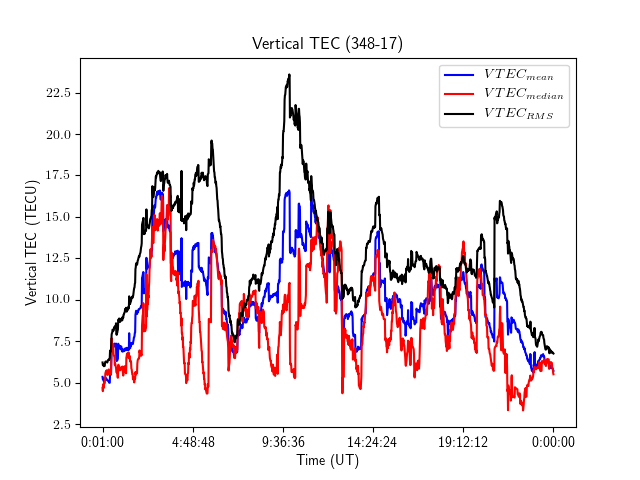 Vertical TEC (348-17)
VTEC_mean
VTEC_median
VTEC_RMS
Vertical TEC (TECU)
22.5
20.0
17.5
15.0
12.5
10.0
7.5
5.0
2.5
0:01:00 4:48:48 9:36:36 14:24:24 19:12:12 0:00:00
Time (UT)